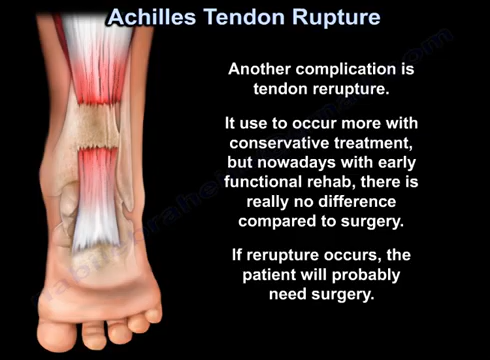 Achilles Tendon Rupture
Another complication is
tendon rerupture.
It use to occur more with
conservative treatment,
but nowadays with early
functional rehab, there is
really no difference
compared to surgery.
If rerupture occurs, the
patient will probably
need surgery.